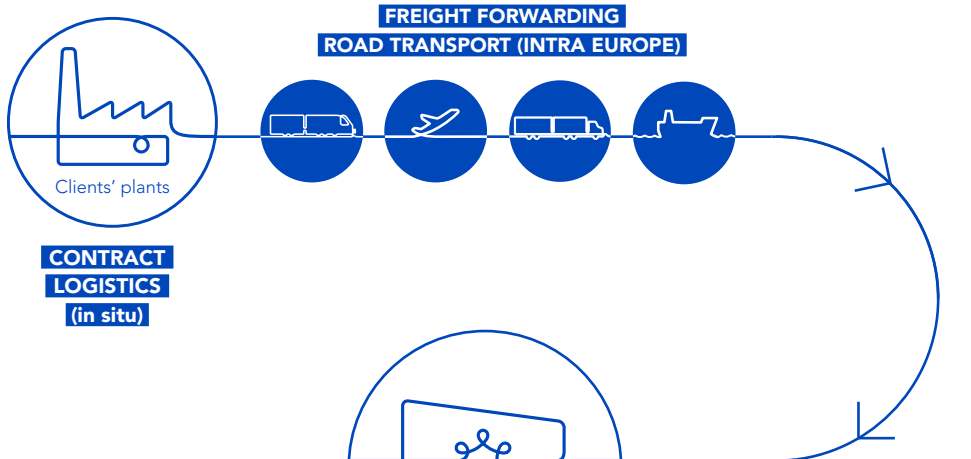 FREIGHT FORWARDING
ROAD TRANSPORT (INTRA EUROPE)
Clients’ plants
CONTRACT
LOGISTICS
(in situ)